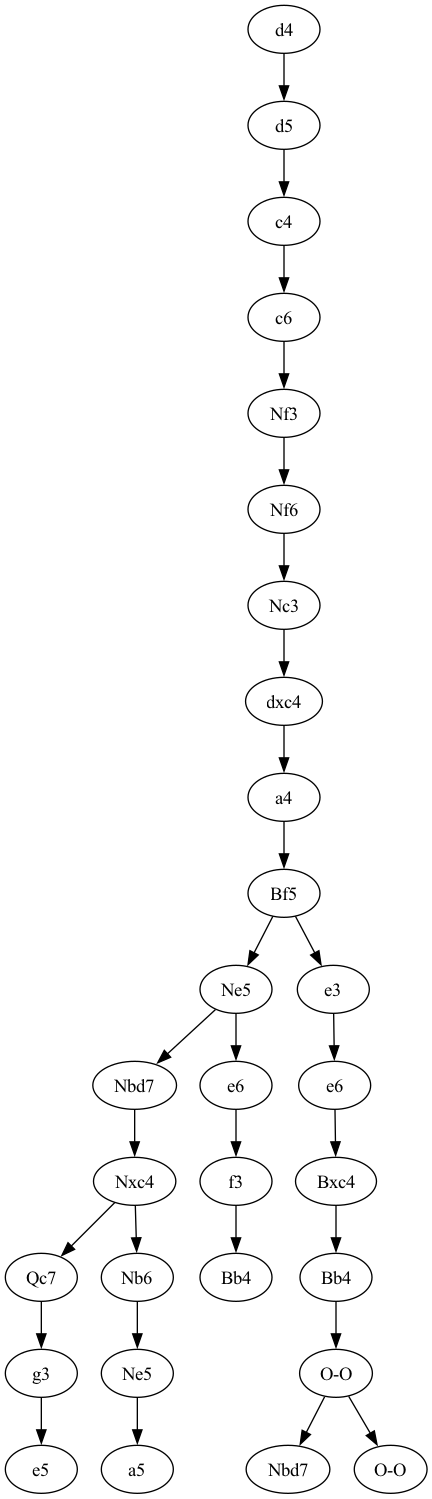 d4
d5
c4
c6
Nf3
Nf6
Nc3
dxc4
a4
Bf5
Ne5 e3
Nbd7 e6 e6
Nxc4 f3 Bxc4
Qc7 Nb6 Bb4 Bb4
g3 Ne5 O-O
e5 a5 Nbd7 O-O